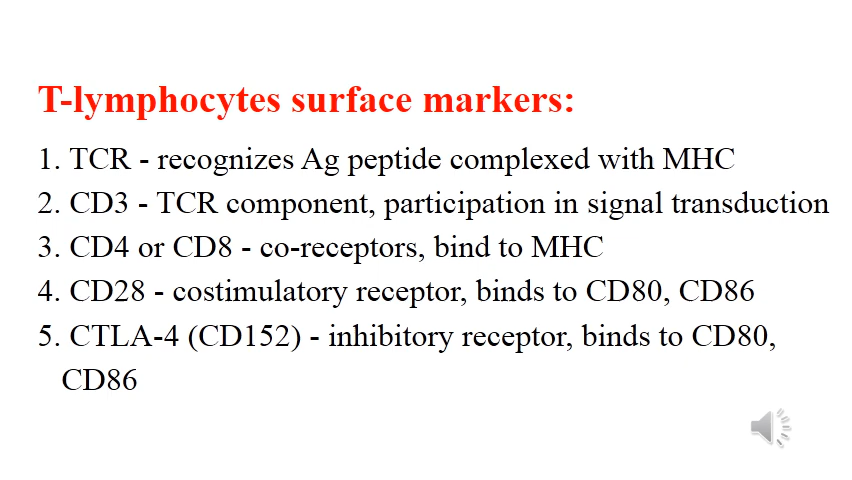 T-lymphocytes surface markers:
1. TCR - recognizes Ag peptide complexed with MHC
2. CD3 - TCR component, participation in signal transduction
3. CD4 or CD8 - co-receptors, bind to MHC
4. CD28 - costimulatory receptor, binds to CD80, CD86
5. CTLA-4 (CD152) - inhibitory receptor, binds to CD80,
CD86